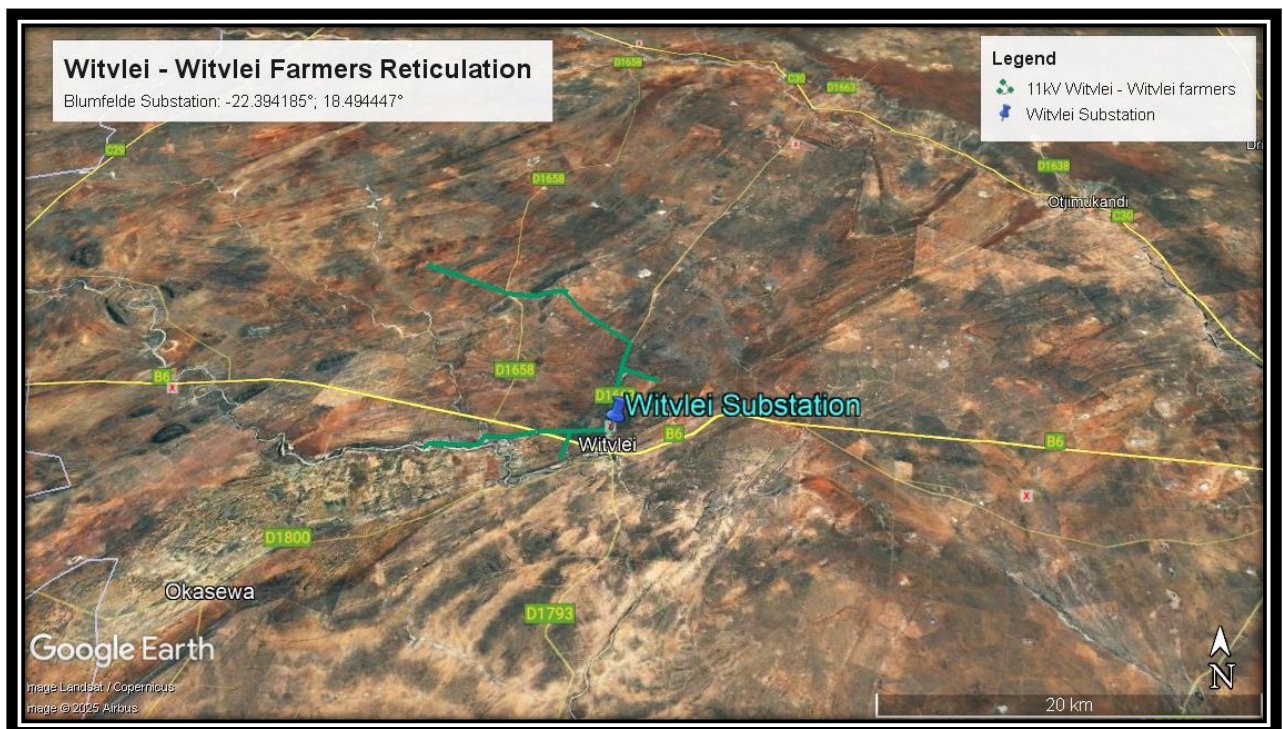 Witvlei - Witvlei Farmers Reticulation
Blumfelde Substation: -22.394185°; 18.494447°
Legend
11kV Witvlei - Witvlei farmers
Witvlei Substation
D1658
C30
D1663
C29
D1658
D1638
Otjimukandi
C30
D1658
B6
Witvlei Substation
B6
Witvlei
B6
D1800
Okasewa
D1793
Google Earth
Image Landsat / Copernicus
Image © 2025 Airbus
N
20 km